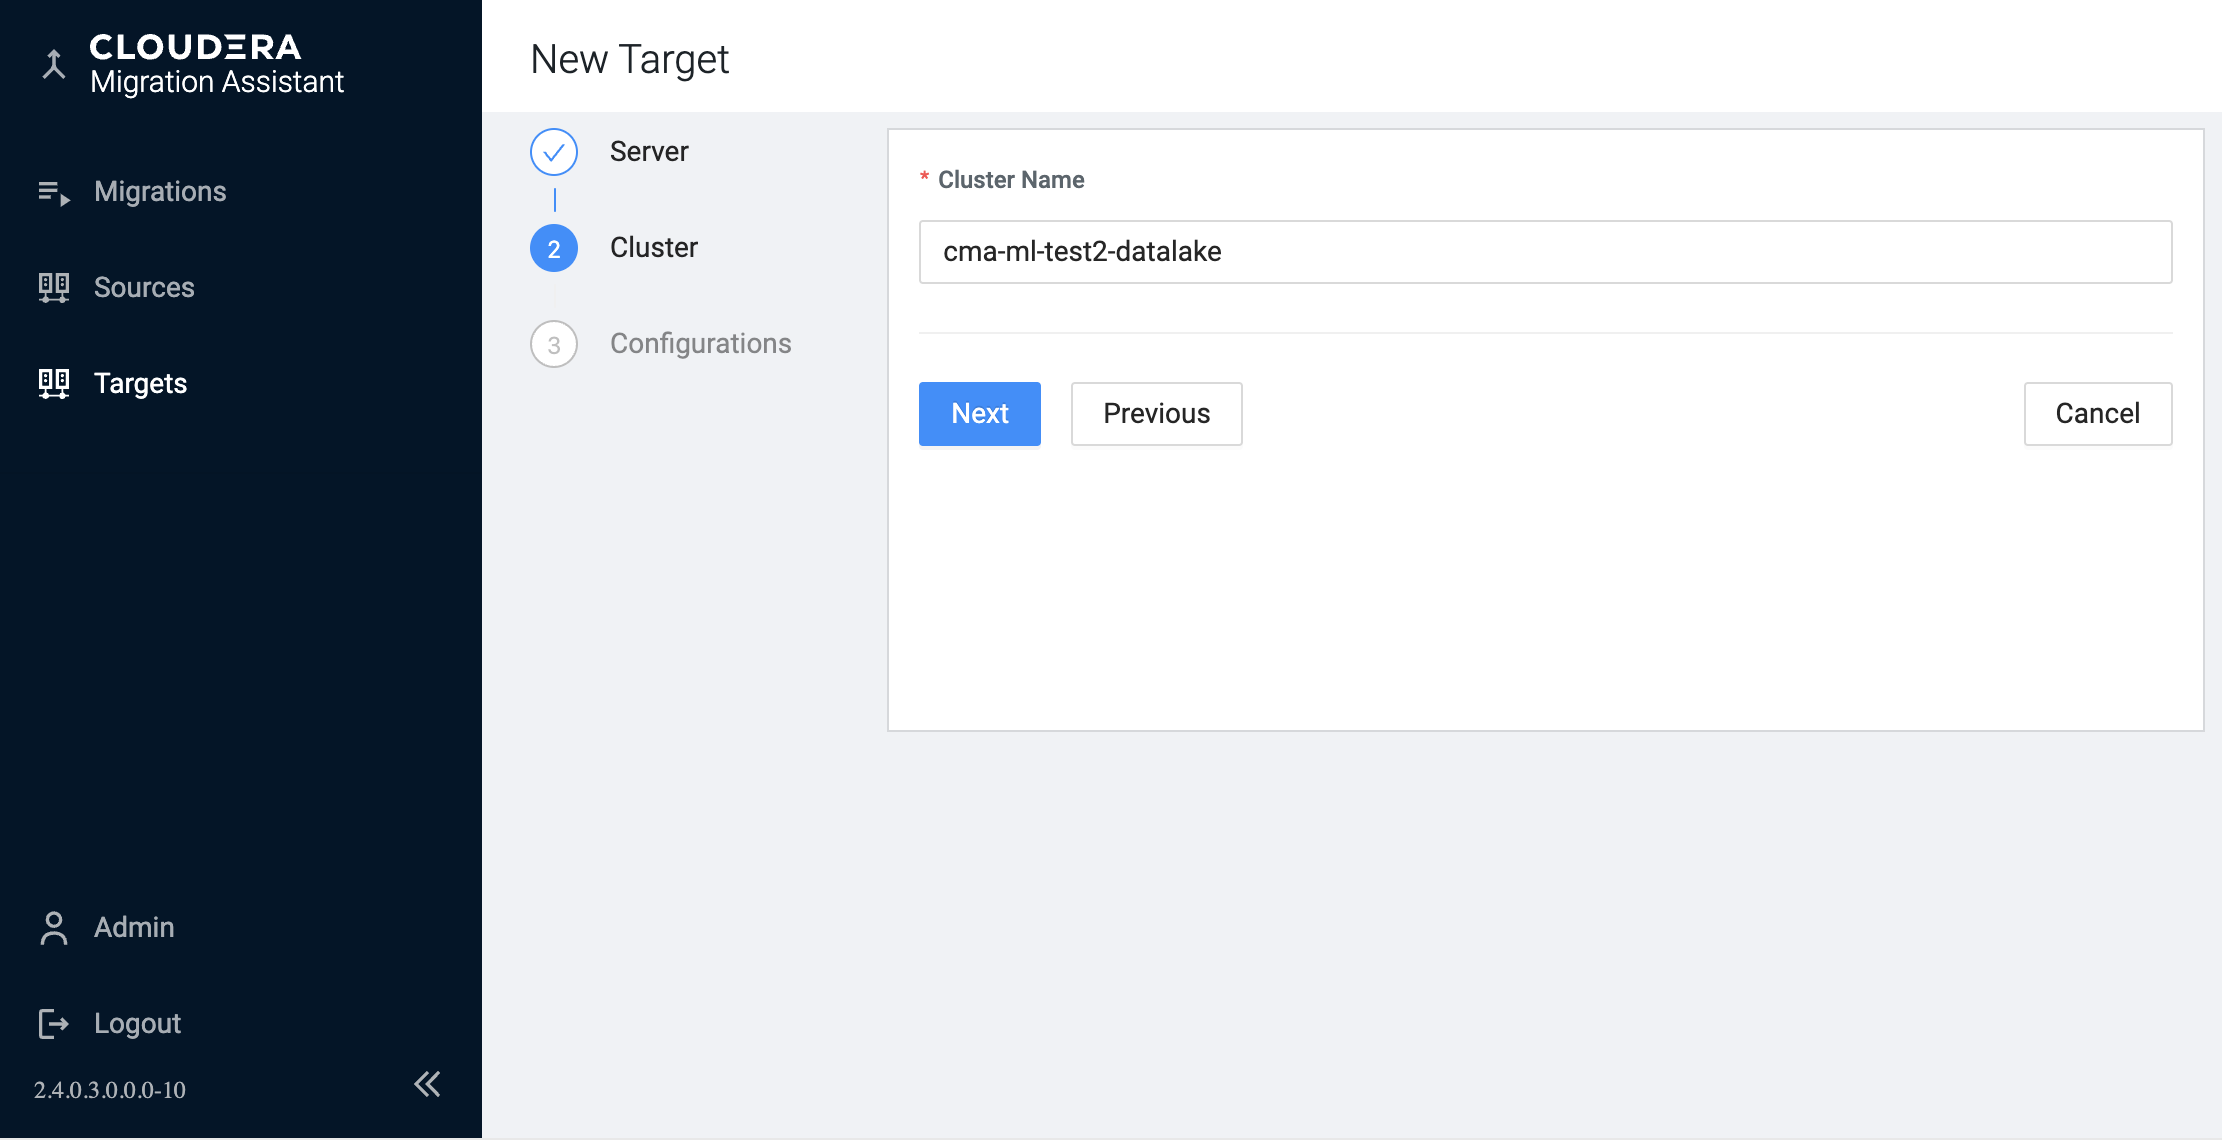 CLOUDERA
Migration Assistant
Migrations
Sources
Targets
Admin
Logout
2.4.0.3.0.0.0-10
New Target
Server
2 Cluster
3 Configurations
* Cluster Name
cma-ml-test2-datalake
Next Previous Cancel